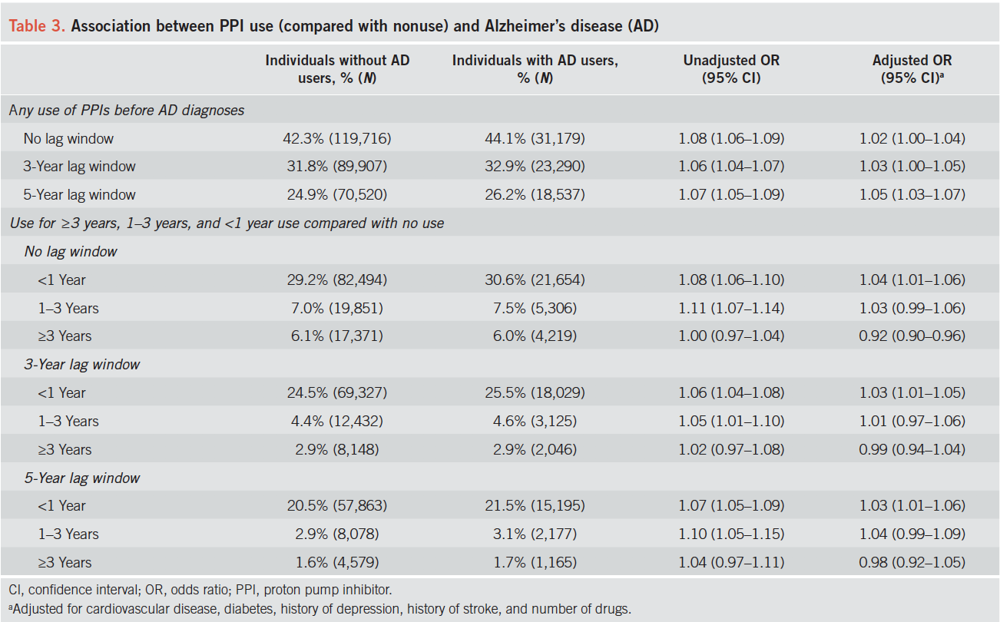 Table 3. Association between PPI use (compared with nonuse) and Alzheimer's disease (AD)
Individuals without AD users, % (N) Individuals with AD users, % (N) Unadjusted OR (95% CI) Adjusted OR (95% CI)a
Any use of PPIs before AD diagnoses
No lag window 42.3% (119,716) 44.1% (31,179) 1.08 (1.06–1.09) 1.02 (1.00–1.04)
3-Year lag window 31.8% (89,907) 32.9% (23,290) 1.06 (1.04–1.07) 1.03 (1.00–1.05)
5-Year lag window 24.9% (70,520) 26.2% (18,537) 1.07 (1.05–1.09) 1.05 (1.03–1.07)
Use for ≥3 years, 1–3 years, and <1 year use compared with no use
No lag window
<1 Year 29.2% (82,494) 30.6% (21,654) 1.08 (1.06–1.10) 1.04 (1.01–1.06)
1–3 Years 7.0% (19,851) 7.5% (5,306) 1.11 (1.07–1.14) 1.03 (0.99–1.06)
≥3 Years 6.1% (17,371) 6.0% (4,219) 1.00 (0.97–1.04) 0.92 (0.90–0.96)
3-Year lag window
<1 Year 24.5% (69,327) 25.5% (18,029) 1.06 (1.04–1.08) 1.03 (1.01–1.05)
1–3 Years 4.4% (12,432) 4.6% (3,125) 1.05 (1.01–1.10) 1.01 (0.97–1.06)
≥3 Years 2.9% (8,148) 2.9% (2,046) 1.02 (0.97–1.08) 0.99 (0.94–1.04)
5-Year lag window
<1 Year 20.5% (57,863) 21.5% (15,195) 1.07 (1.05–1.09) 1.03 (1.01–1.06)
1–3 Years 2.9% (8,078) 3.1% (2,177) 1.10 (1.05–1.15) 1.04 (0.99–1.09)
≥3 Years 1.6% (4,579) 1.7% (1,165) 1.04 (0.97–1.11) 0.98 (0.92–1.05)
CI, confidence interval; OR, odds ratio; PPI, proton pump inhibitor.
aAdjusted for cardiovascular disease, diabetes, history of depression, history of stroke, and number of drugs.